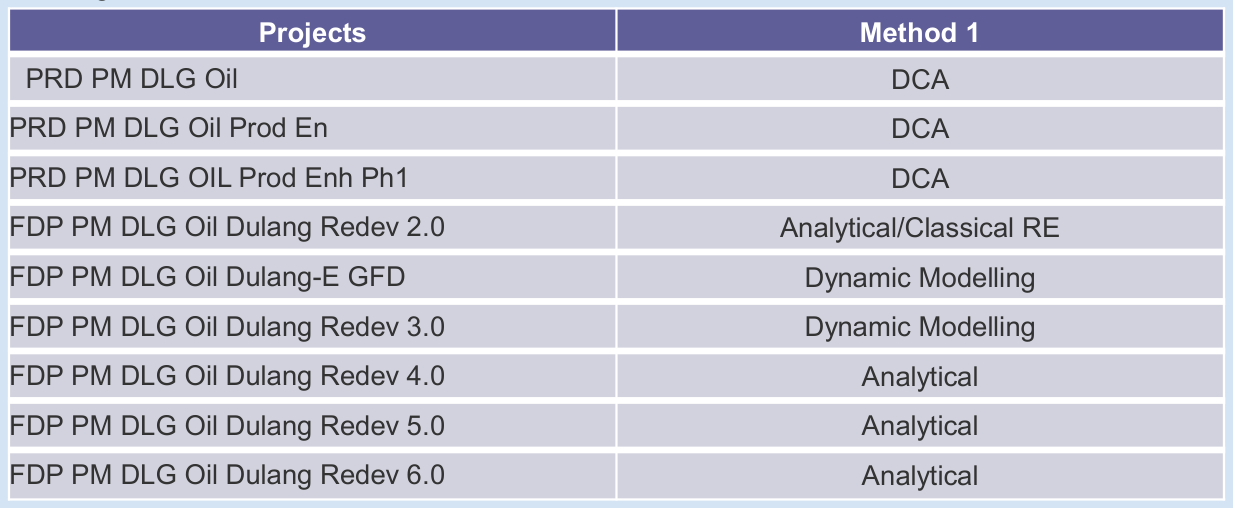 Projects Method 1
PRD PM DLG Oil DCA
PRD PM DLG Oil Prod En DCA
PRD PM DLG OIL Prod Enh Ph1 DCA
FDP PM DLG Oil Dulang Redev 2.0 Analytical/Classical RE
FDP PM DLG Oil Dulang-E GFD Dynamic Modelling
FDP PM DLG Oil Dulang Redev 3.0 Dynamic Modelling
FDP PM DLG Oil Dulang Redev 4.0 Analytical
FDP PM DLG Oil Dulang Redev 5.0 Analytical
FDP PM DLG Oil Dulang Redev 6.0 Analytical